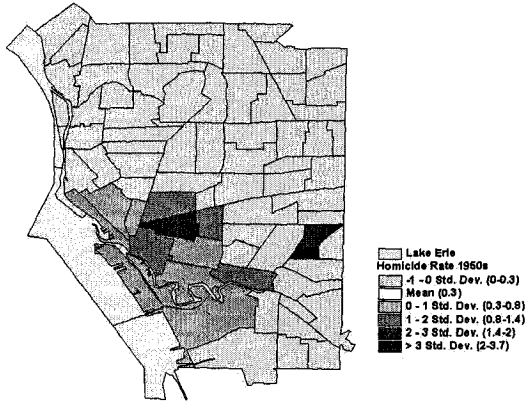 Lake Erie
Homicide Rate 1950s
-1 - 0 Std. Dev. (0-0.3)
Mean (0.3)
0 - 1 Std. Dev. (0.3-0.8)
1 - 2 Std. Dev. (0.8-1.4)
2 - 3 Std. Dev. (1.4-2)
> 3 Std. Dev. (2-3.7)